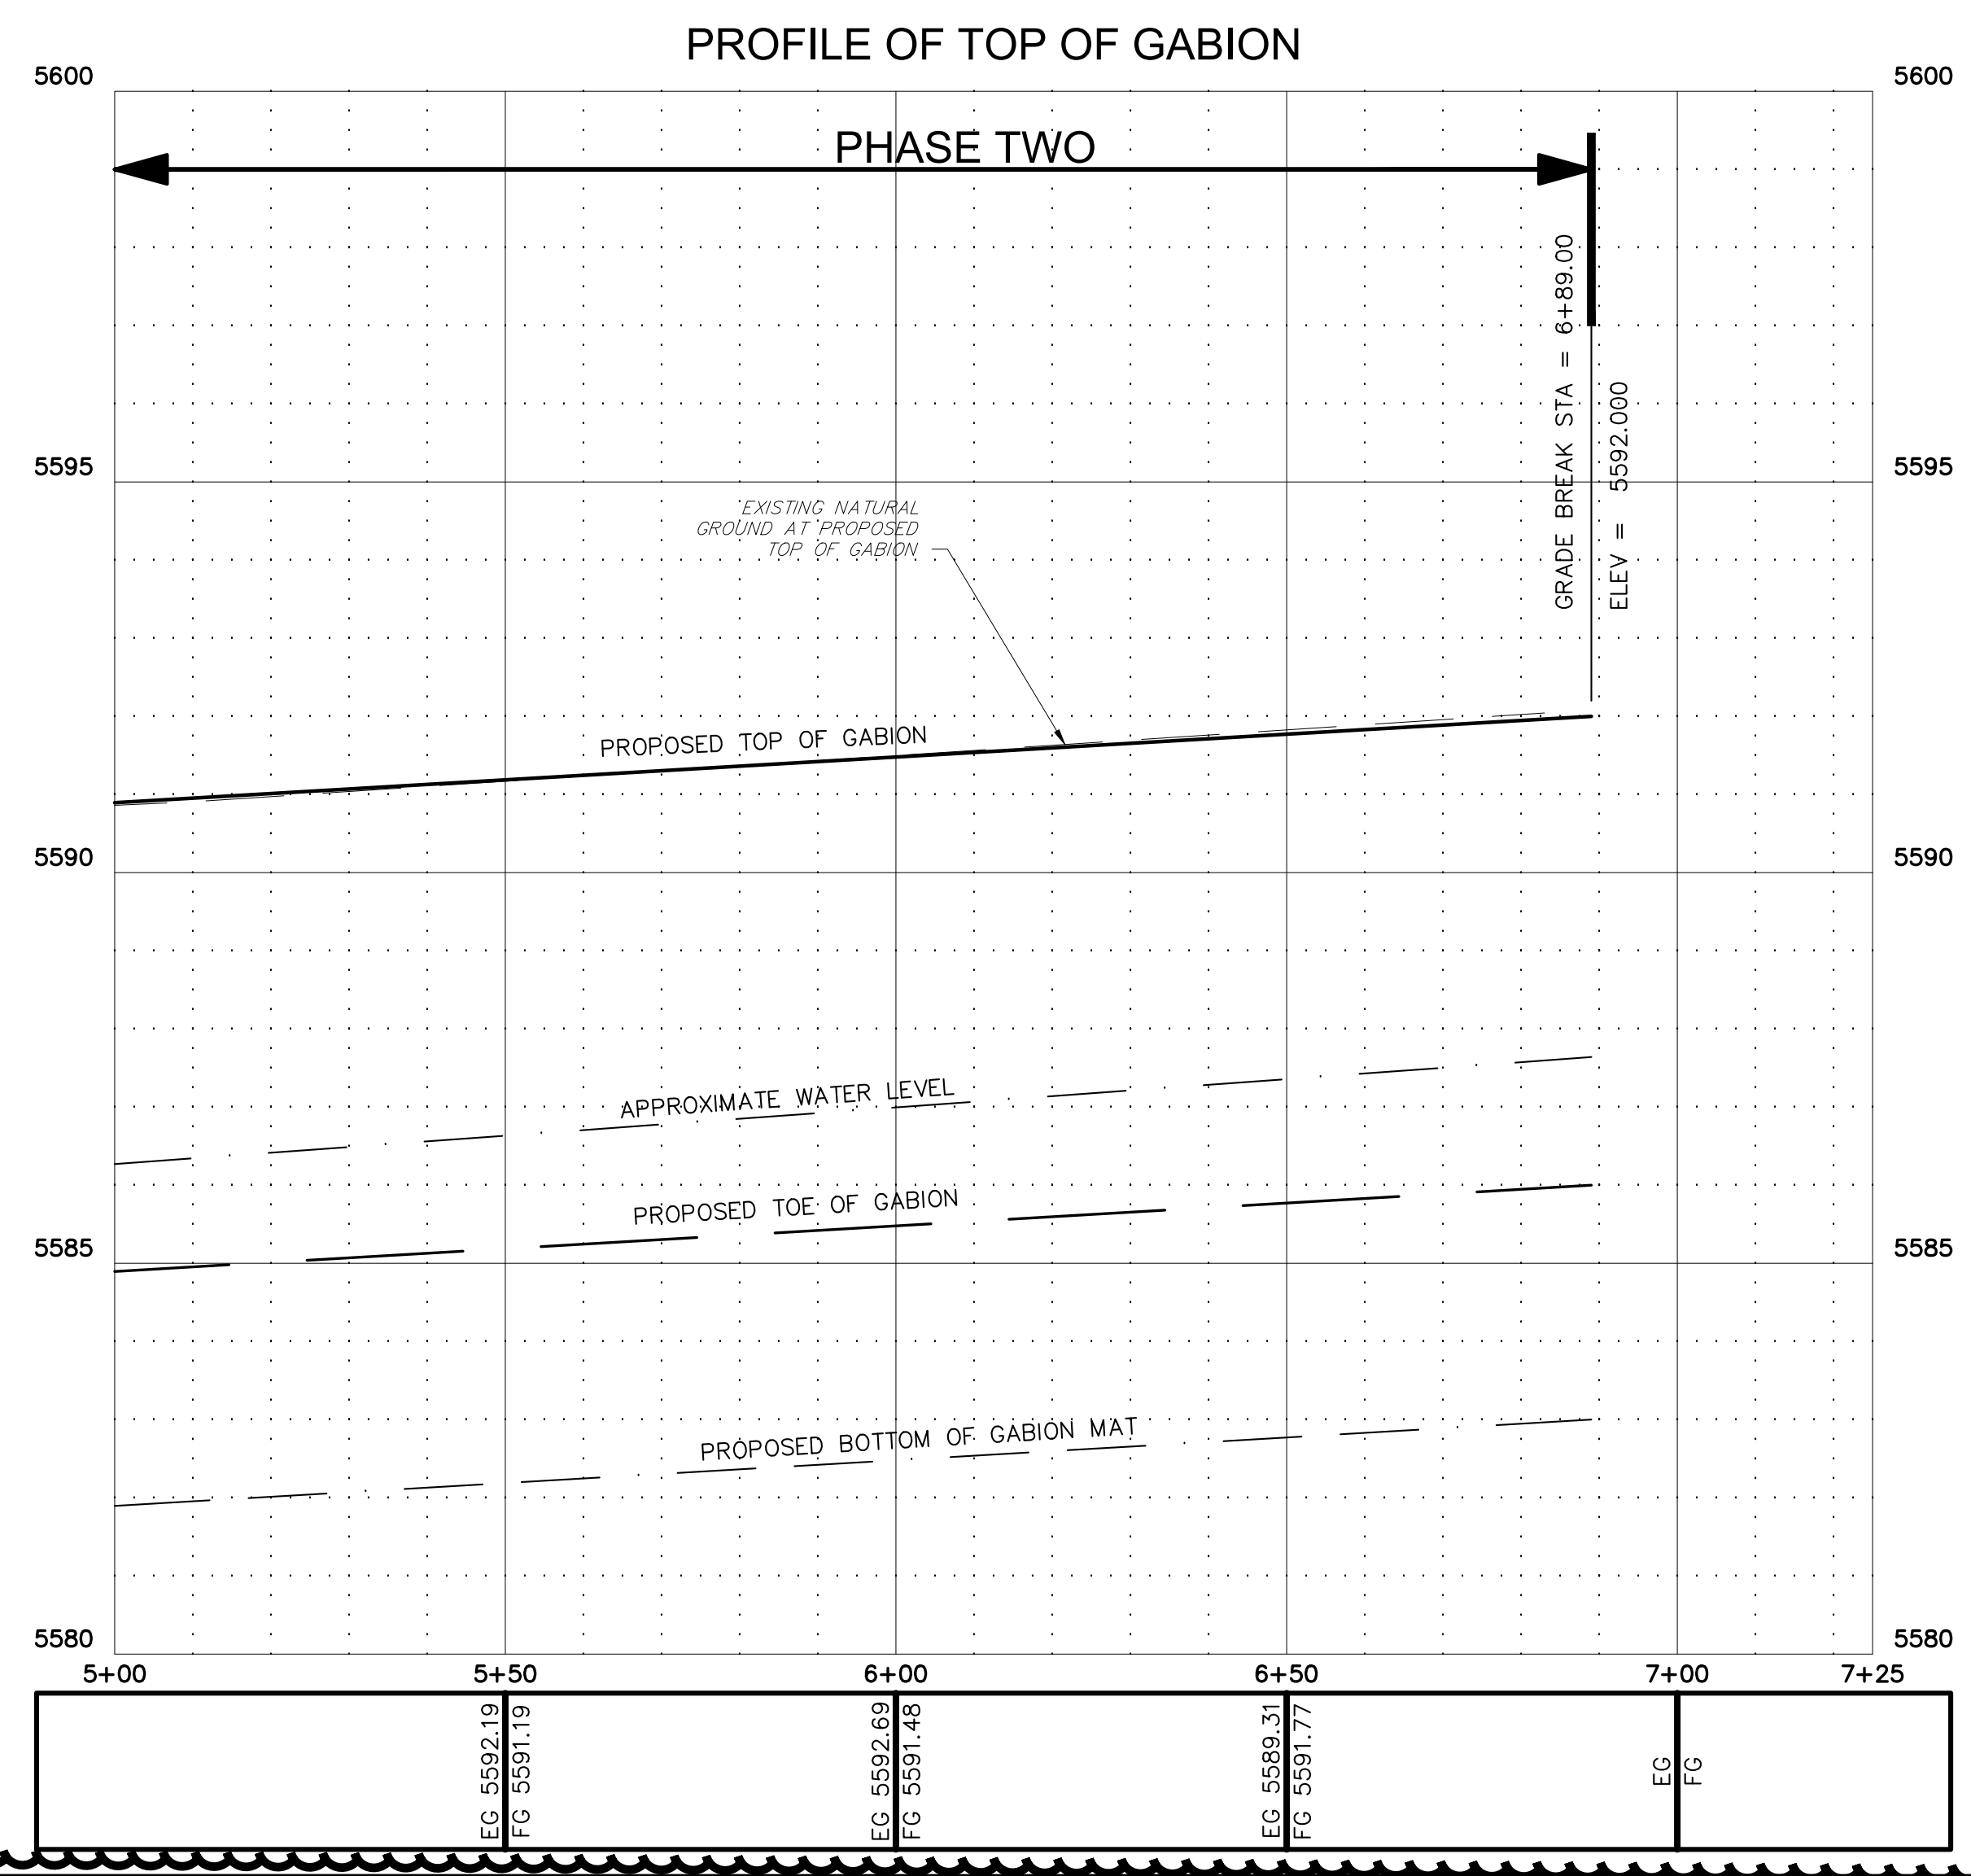 PROFILE OF TOP OF GABION
5600
5600
PHASE TWO
GRADE BREAK STA = 6+89.00
ELEV = 5592.000
5595
5595
EXISTING NATURAL
GROUND AT PROPOSED
TOP OF GABION
PROPOSED TOP OF GABION
5590
5590
APPROXIMATE WATER LEVEL
PROPOSED TOE OF GABION
5585
5585
PROPOSED BOTTOM OF GABION MAT
5580
5580
5+00
5+50
6+00
6+50
7+00
7+25
EG 5592.19
FG 5591.19
EG 5592.69
FG 5591.48
EG 5589.31
FG 5591.77
EG
FG